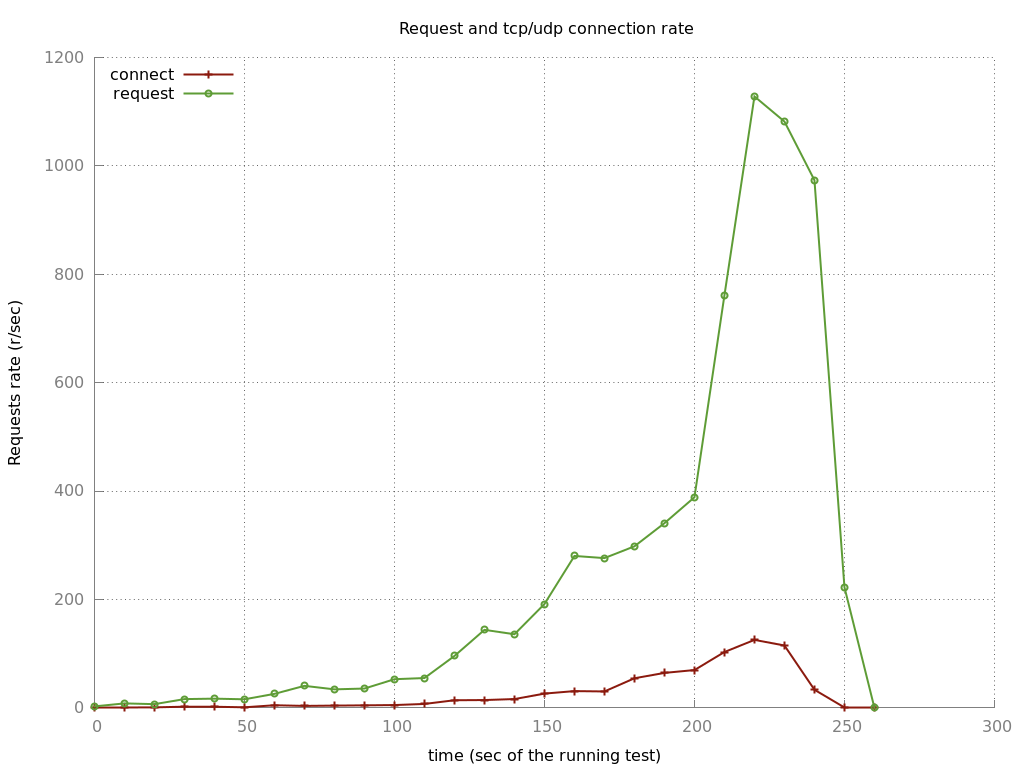 Request and tcp/udp connection rate
1200
1000
800
600
400
200
0
connect
request
Requests rate (r/sec)
0 50 100 150 200 250 300
time (sec of the running test)